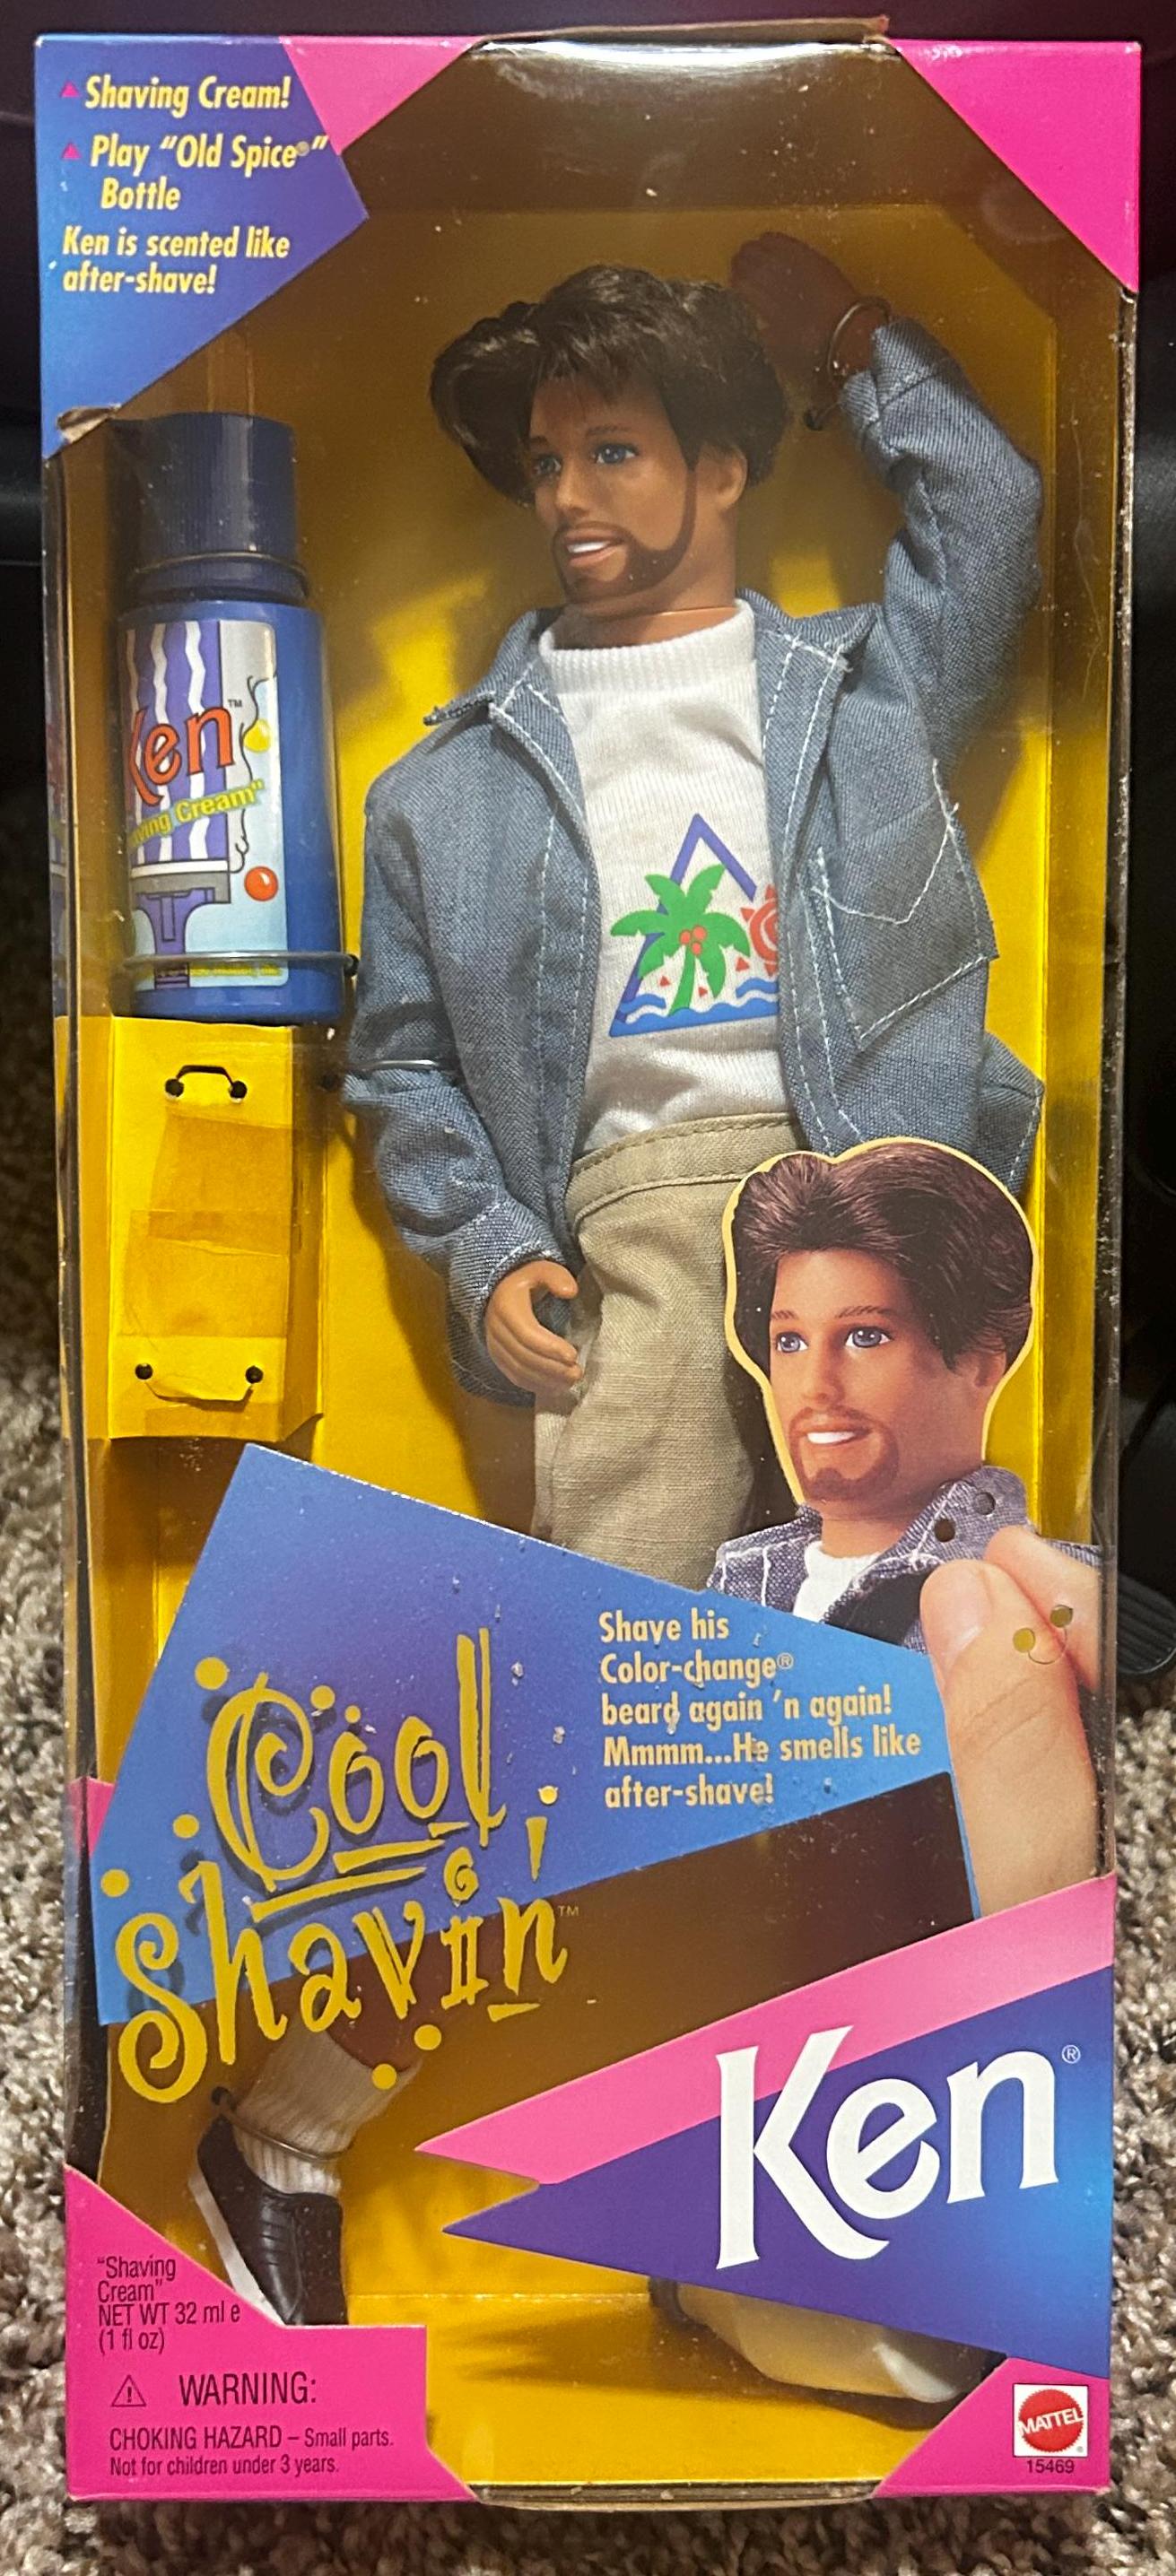 Shaving Cream!
Play “Old Spice®”
Bottle
Ken is scented like
after-shave!
Ken™
Cream"
Shave his
Color-change®
beard again 'n again!
Mmmm...He smells like
after-shave!
Cool
Shavin'™
Ken®
"Shaving
Cream"
NET WT 32 ml e
(1 fl oz)
WARNING:
CHOKING HAZARD – Small parts.
Not for children under 3 years.
MATTEL®
15469